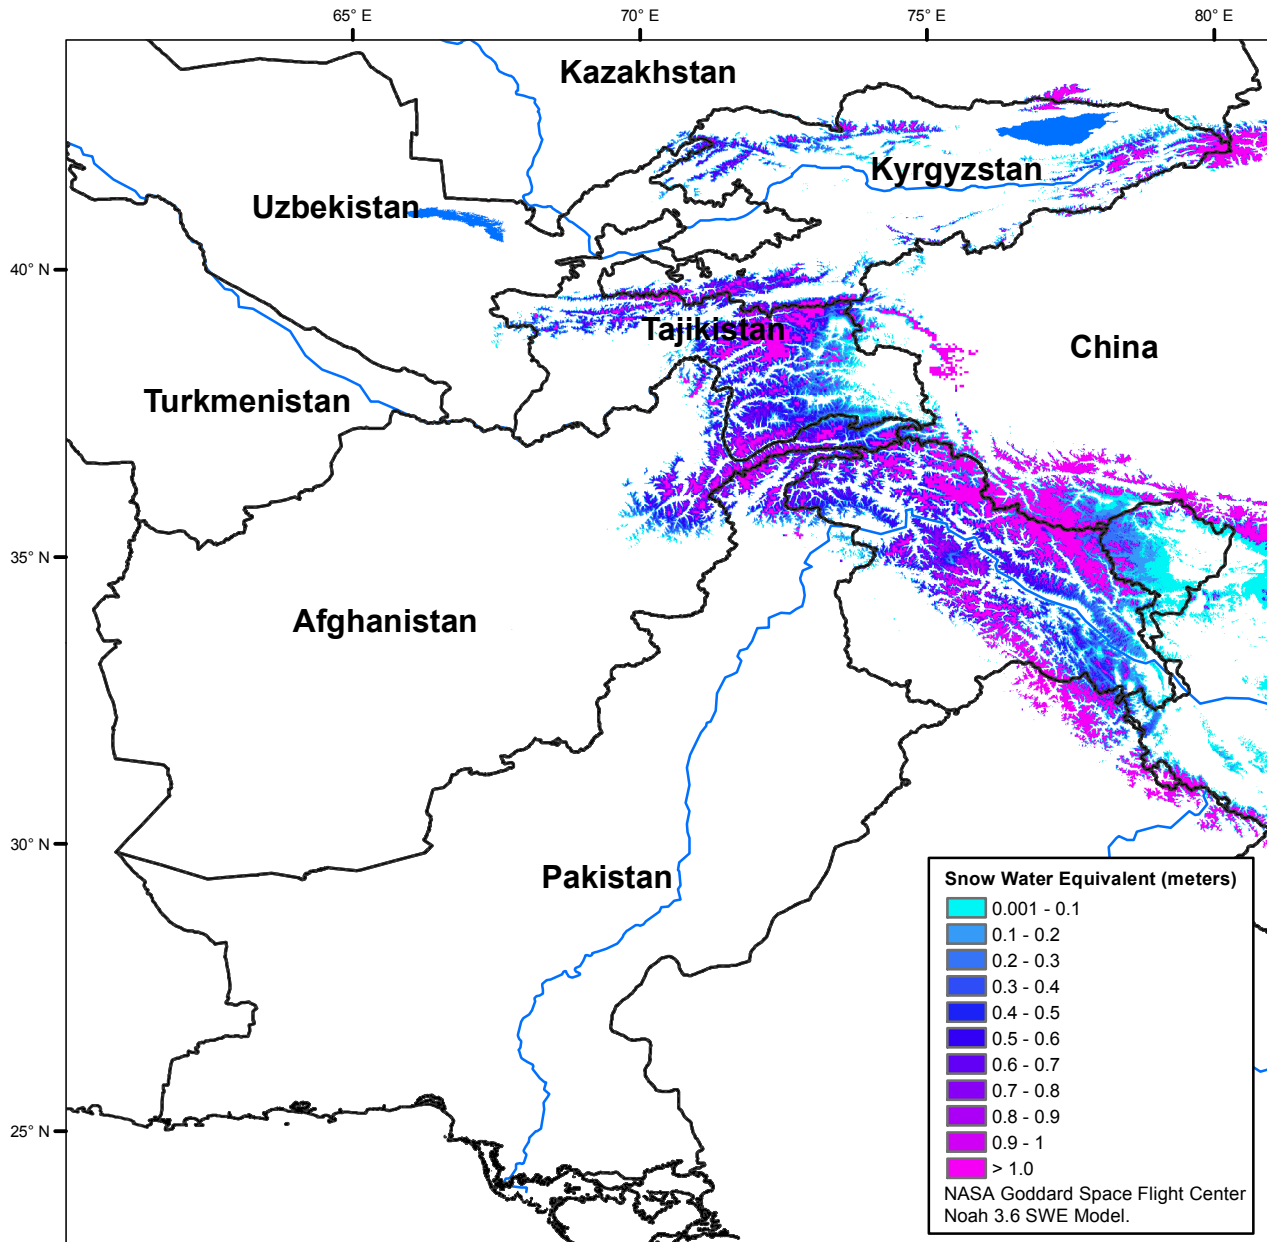 65° E
70° E
75° E
80° E
Kazakhstan
Kyrgyzstan
Uzbekistan
40° N
Tajikistan
China
Turkmenistan
35° N
Afghanistan
30° N
Pakistan
25° N
Snow Water Equivalent (meters)
0.001 - 0.1
0.1 - 0.2
0.2 - 0.3
0.3 - 0.4
0.4 - 0.5
0.5 - 0.6
0.6 - 0.7
0.7 - 0.8
0.8 - 0.9
0.9 - 1
> 1.0
NASA Goddard Space Flight Center
Noah 3.6 SWE Model.